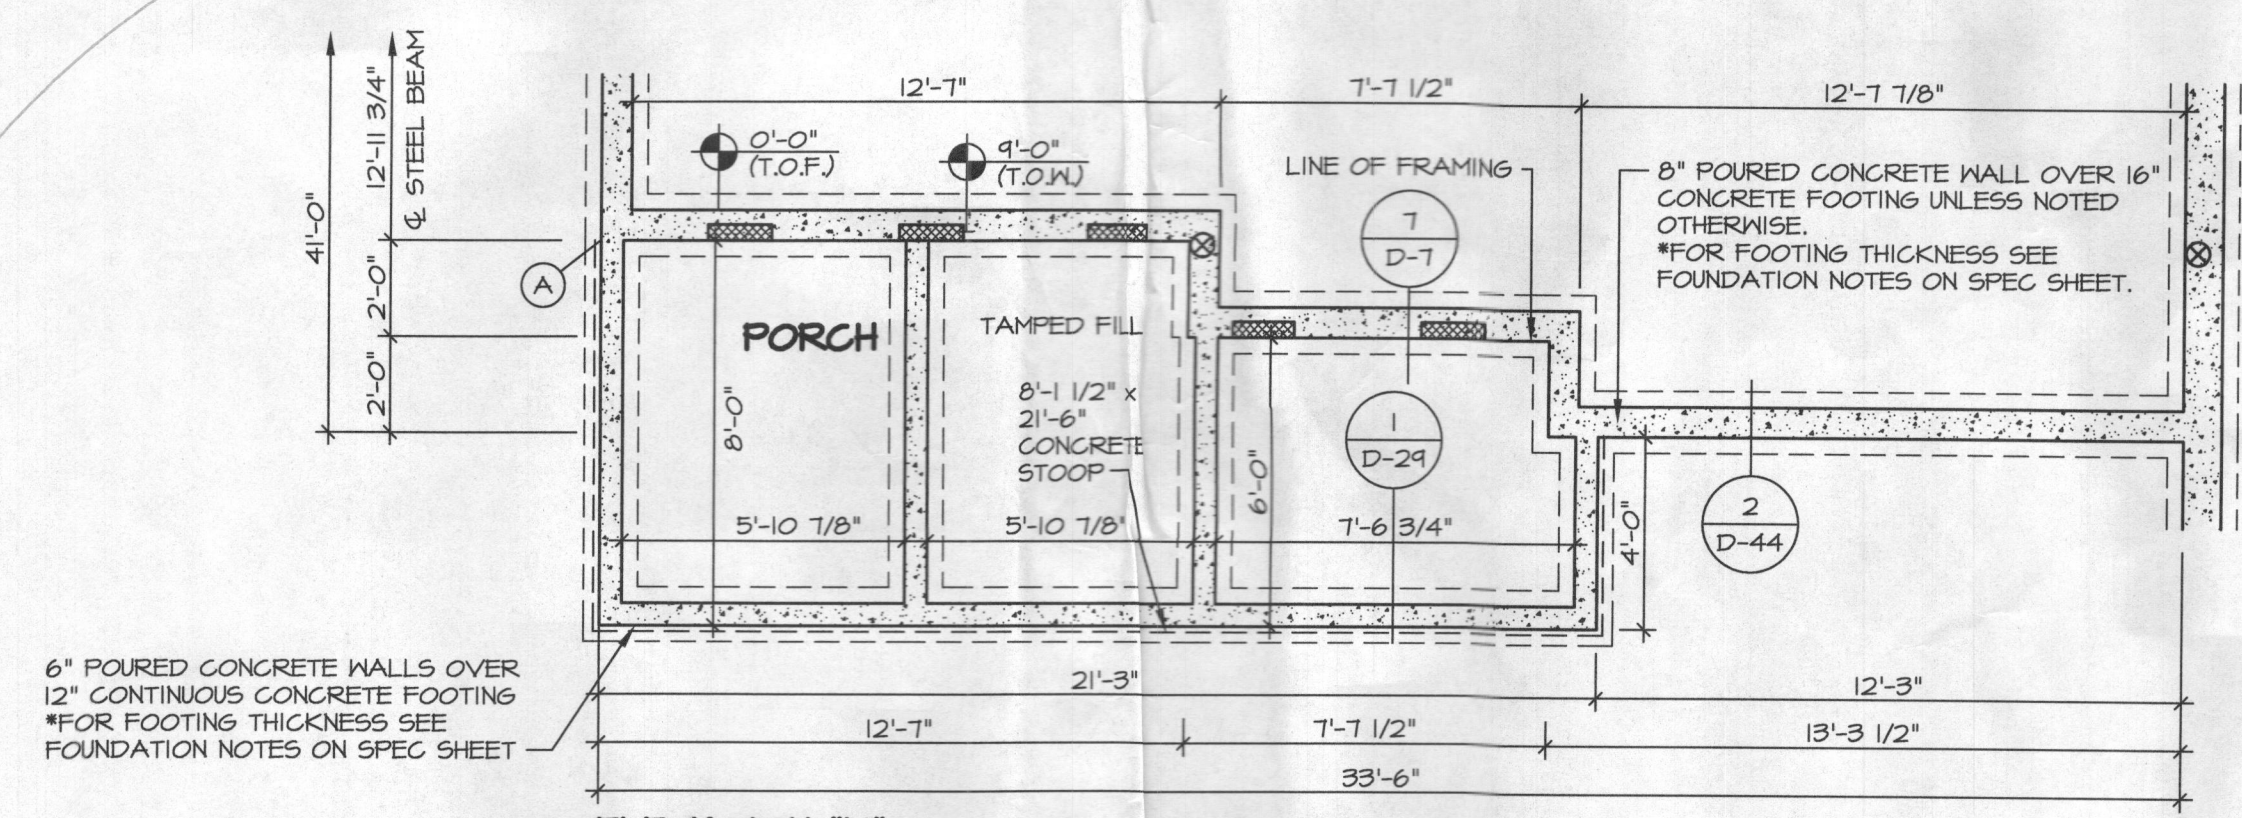 12'-7"
7'-7 1/2"
12'-7 7/8"
41'-0"
12'-11 3/4"
℄ STEEL BEAM
2'-0"
2'-0"
0'-0"
(T.O.F.)
9'-0"
(T.O.W.)
LINE OF FRAMING
7
D-7
8" POURED CONCRETE WALL OVER 16"
CONCRETE FOOTING UNLESS NOTED
OTHERWISE.
*FOR FOOTING THICKNESS SEE
FOUNDATION NOTES ON SPEC SHEET.
A
PORCH
TAMPED FILL
8'-1 1/2" x
21'-6"
CONCRETE
STOOP
8'-0"
5'-10 7/8"
5'-10 7/8"
6'-0"
1
D-29
7'-6 3/4"
4'-0"
2
D-44
6" POURED CONCRETE WALLS OVER
12" CONTINUOUS CONCRETE FOOTING
*FOR FOOTING THICKNESS SEE
FOUNDATION NOTES ON SPEC SHEET
21'-3"
12'-3"
12'-7"
7'-7 1/2"
13'-3 1/2"
33'-6"